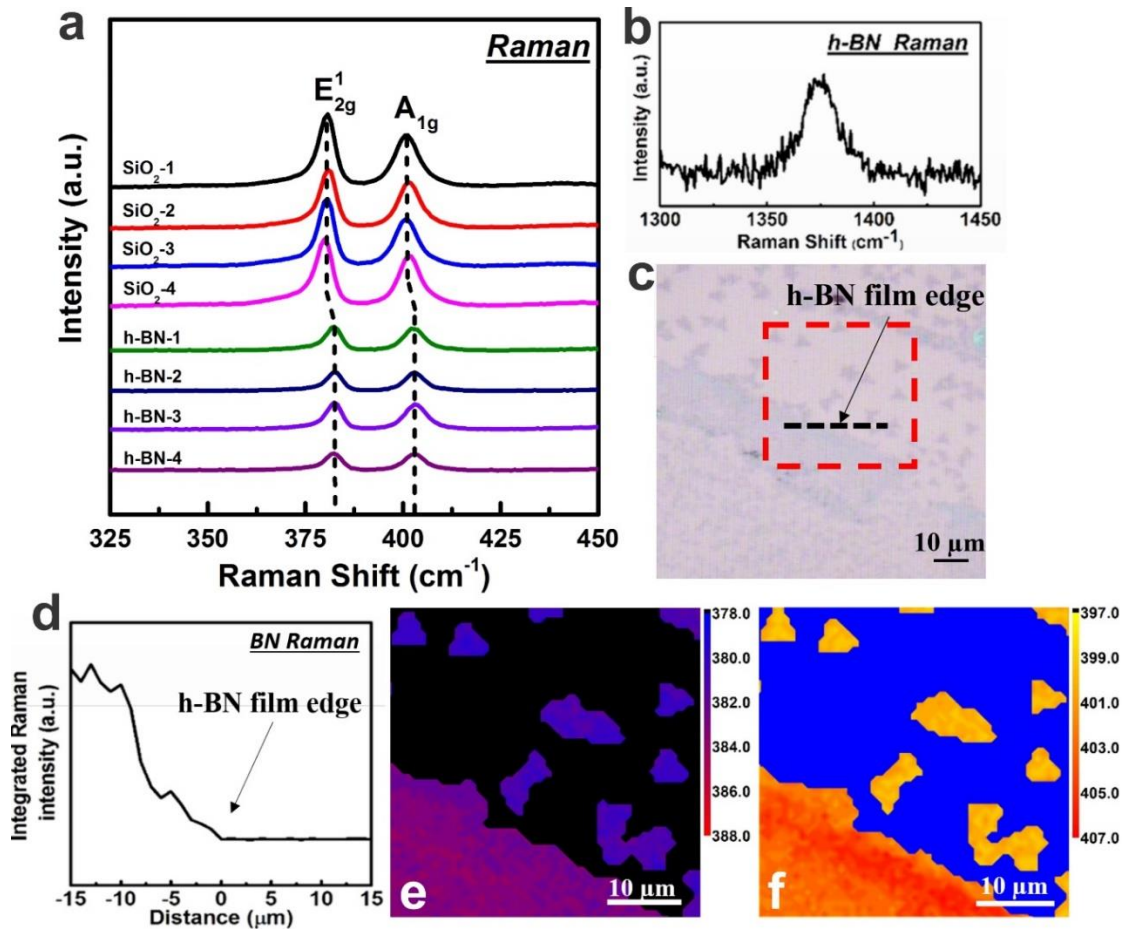 a
Raman
E¹₂g
A₁g
SiO₂-1
SiO₂-2
SiO₂-3
SiO₂-4
h-BN-1
h-BN-2
h-BN-3
h-BN-4
Intensity (a.u.)
325 350 375 400 425 450
Raman Shift (cm⁻¹)
b
h-BN Raman
Intensity (a.u.)
1300 1350 1400 1450
Raman Shift (cm⁻¹)
c
h-BN film edge
10 µm
d
BN Raman
h-BN film edge
Integrated Raman
intensity (a.u.)
-15 -10 -5 0 5 10 15
Distance (µm)
378.0
380.0
382.0
384.0
386.0
388.0
e
10 µm
397.0
399.0
401.0
403.0
405.0
407.0
f
10 µm